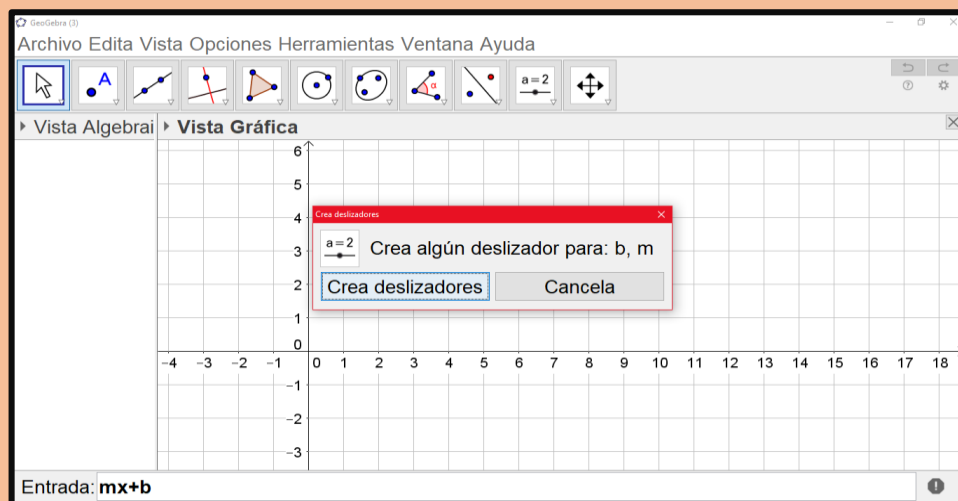 GeoGebra (3)
Archivo Edita Vista Opciones Herramientas Ventana Ayuda
A
α
a=2
Vista Algebrai
Vista Gráfica
6
5
4
3
2
1
0
−1
−2
−3
−4 −3 −2 −1 0 1 2 3 4 5 6 7 8 9 10 11 12 13 14 15 16 17 18
Crea deslizadores
a=2
Crea algún deslizador para: b, m
Crea deslizadores
Cancela
Entrada: mx+b